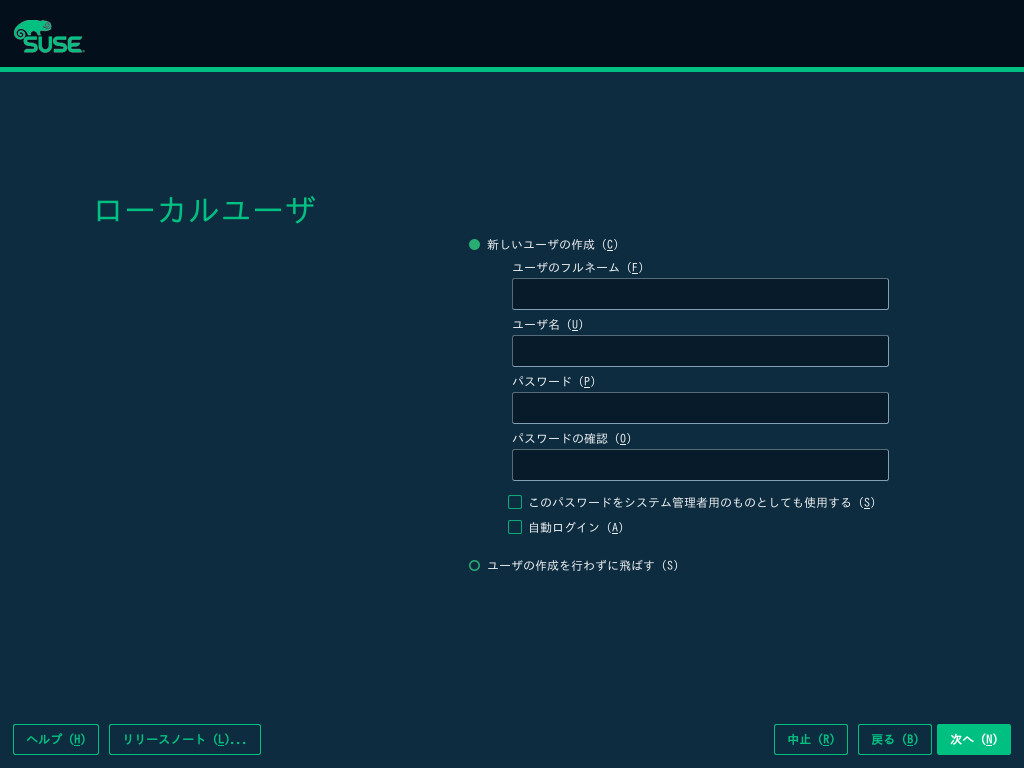 SUSE
ローカルユーザ
新しいユーザの作成 (C)
ユーザのフルネーム (F)
ユーザ名 (U)
パスワード (P)
パスワードの確認 (O)
このパスワードをシステム管理者用のものとしても使用する (S)
自動ログイン (A)
ユーザの作成を行わずに飛ばす (S)
ヘルプ (H) リリースノート (L)... 中止 (R) 戻る (B) 次へ (N)